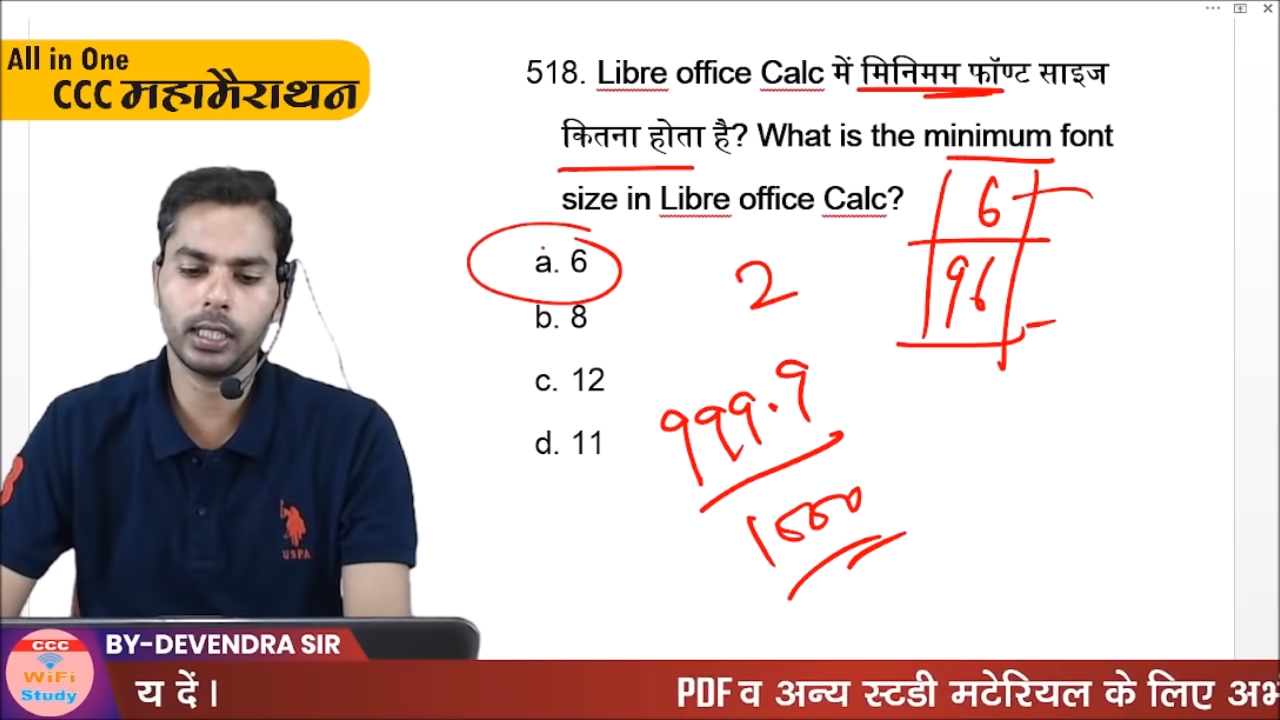 All in One
CCC महामैराथन
518. Libre office Calc में मिनिमम फॉण्ट साइज
कितना होता है? What is the minimum font
size in Libre office Calc?
a. 6
b. 8
c. 12
d. 11
6
96
2
999.9
1000
USPA
CCC
WiFi
Study
BY-DEVENDRA SIR
य दें।
PDF व अन्य स्टडी मटेरियल के लिए अभ